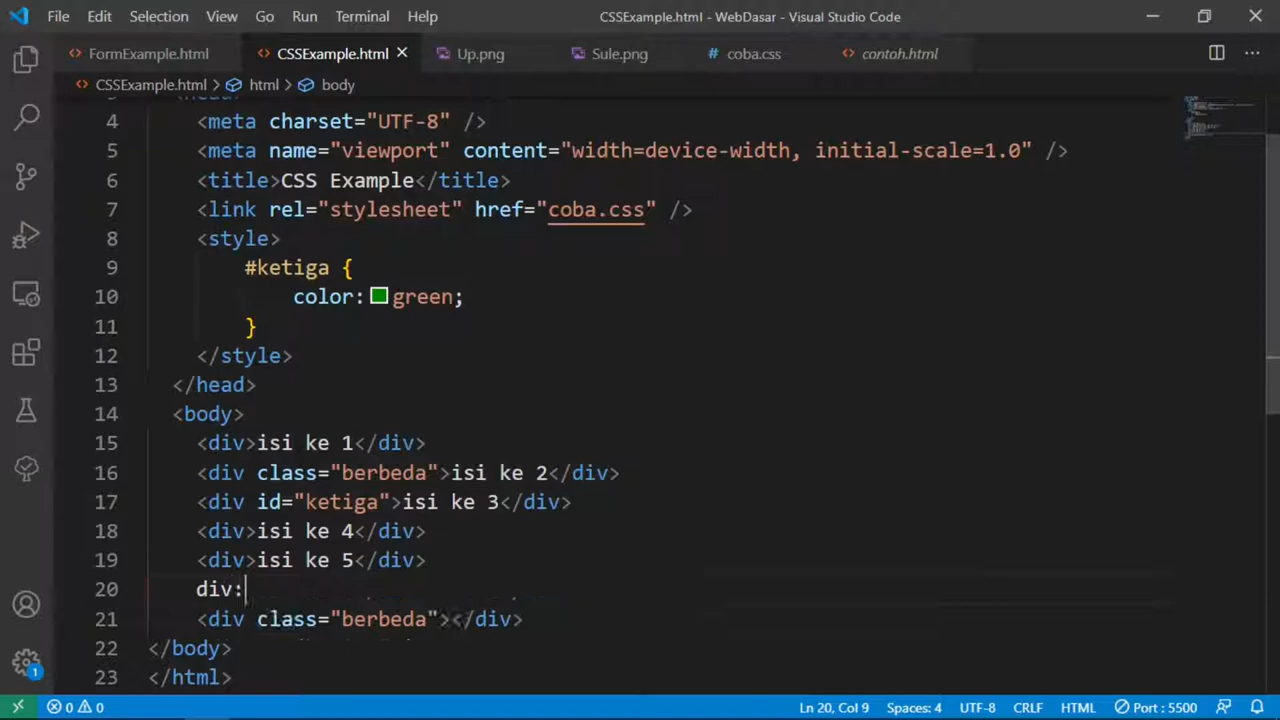 File Edit Selection View Go Run Terminal Help CSSExample.html - WebDasar - Visual Studio Code
FormExample.html CSSExample.html Up.png Sule.png # coba.css contoh.html
CSSExample.html > html > body
4 <meta charset="UTF-8" />
5 <meta name="viewport" content="width=device-width, initial-scale=1.0" />
6 <title>CSS Example</title>
7 <link rel="stylesheet" href="coba.css" />
8 <style>
9 #ketiga {
10 color: green;
11 }
12 </style>
13 </head>
14 <body>
15 <div>isi ke 1</div>
16 <div class="berbeda">isi ke 2</div>
17 <div id="ketiga">isi ke 3</div>
18 <div>isi ke 4</div>
19 <div>isi ke 5</div>
20 div:
21 <div class="berbeda"></div>
22 </body>
23 </html>
1
0 0 Ln 20, Col 9 Spaces: 4 UTF-8 CRLF HTML Port : 5500